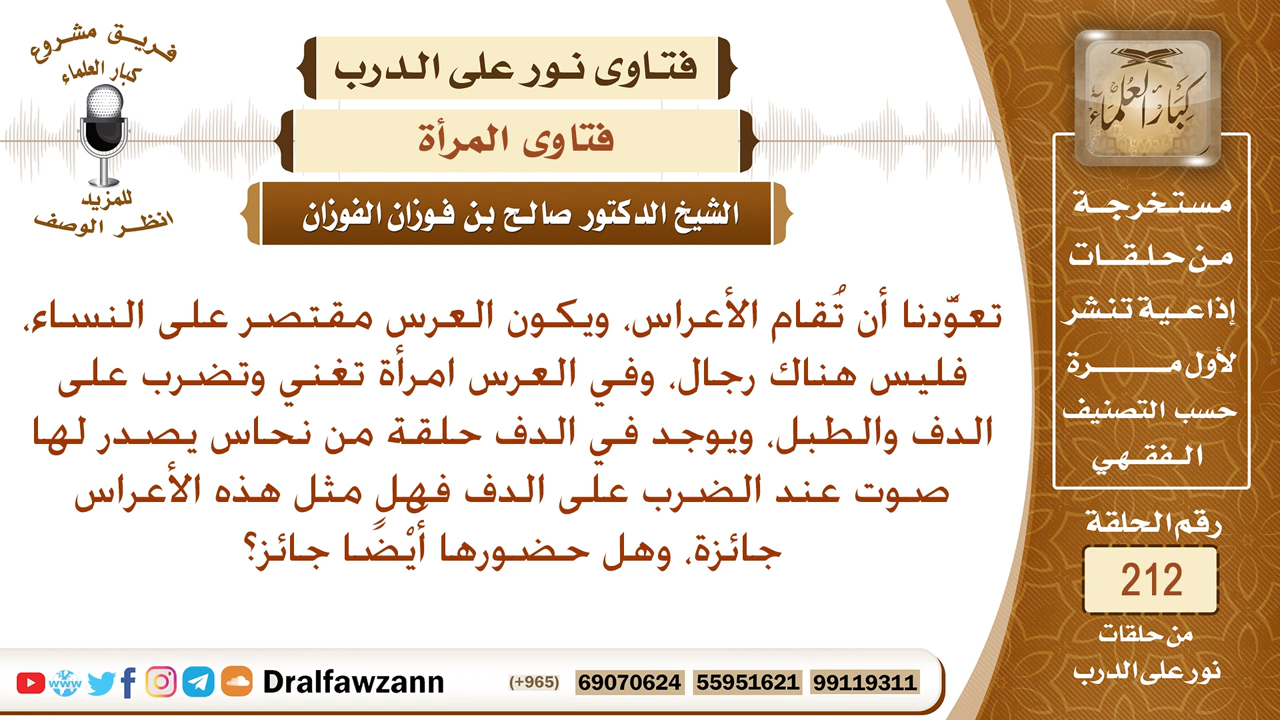 فريق مشروع
كبار العلماء
للمزيد
انظر الوصف
فتاوى نور على الدرب
فتاوى المرأة
الشيخ الدكتور صالح بن فوزان الفوزان
تعوَّدنا أن تُقام الأعراس، ويكون العرس مقتصر على النساء،
فليس هناك رجال، وفي العرس امرأة تغني وتضرب على
الدف والطبل، ويوجد في الدف حلقة من نحاس يصدر لها
صوت عند الضرب على الدف فهل مثل هذه الأعراس
جائزة، وهل حضورها أيْضًا جائز؟
كبار العلماء
مستخرجة
من حلقات
إذاعية تنشر
لأول مرة
حسب التصنيف
الفقهي
رقم الحلقة
212
من حلقات
نور على الدرب
www
Dralfawzann (+965) 69070624 55951621 99119311